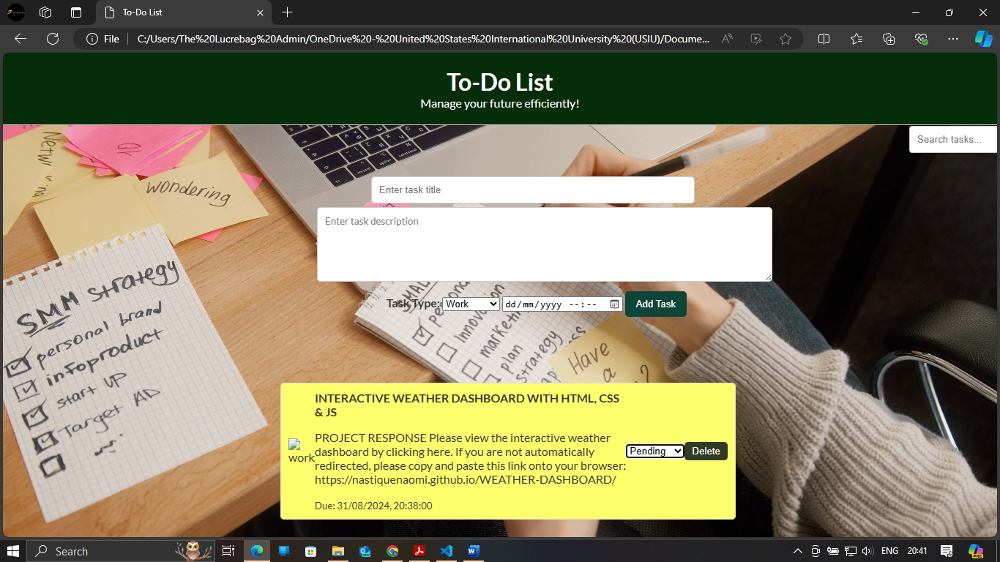 To-Do List
File
C:/Users/The%20Lucrebag%20Admin/OneDrive%20-%20United%20States%20International%20University%20(USIU)/Docume...
To-Do List
Manage your future efficiently!
Search tasks...
wondering
Enter task title
Enter task description
SMM strategy
personal brand
infoproduct
start UP
Target AD
Task Type:
Work
dd/mm/yyyy --:--
Add Task
marketing
plan
strategy
Have
a
?
INTERACTIVE WEATHER DASHBOARD WITH HTML, CSS
& JS
PROJECT RESPONSE Please view the interactive weather
dashboard by clicking here. If you are not automatically
redirected, please copy and paste this link onto your browser:
https://nastiquenaomi.github.io/WEATHER-DASHBOARD/
Due: 31/08/2024, 20:38:00
work
Pending
Delete
Search
ENG
20:41
PRE